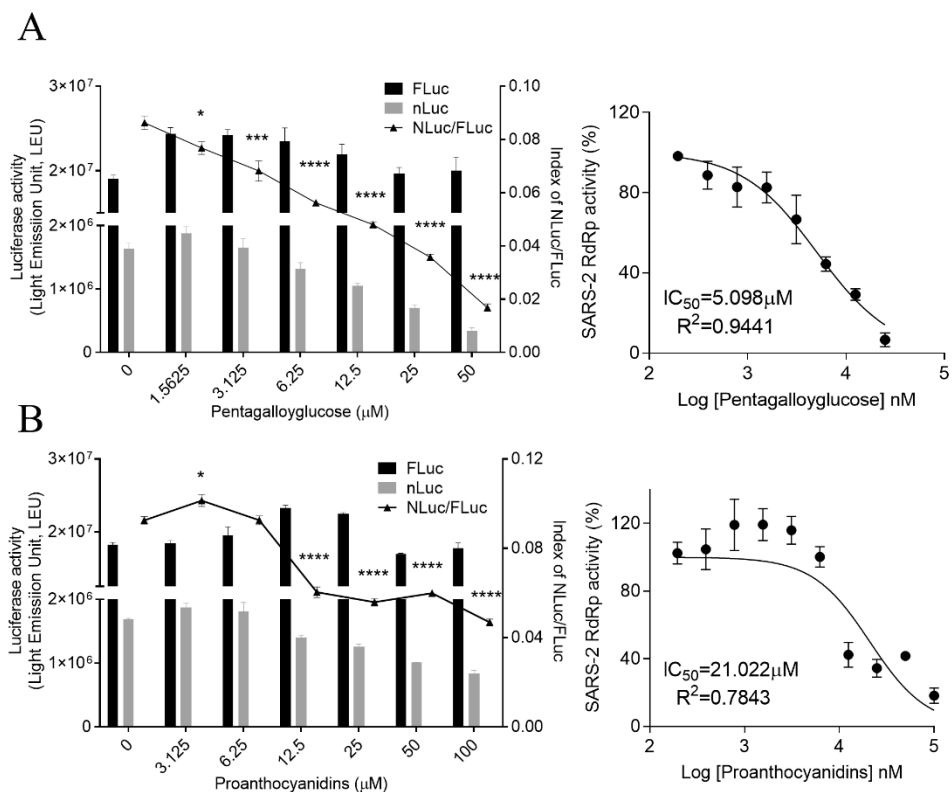 A
3×10⁷
2×10⁷
2×10⁶
1×10⁶
0
Luciferase activity
(Light Emissiion Unit, LEU)
FLuc
nLuc
NLuc/FLuc
*
***
****
****
****
****
0.10
0.08
0.06
0.04
0.02
0.00
Index of NLuc/FLuc
0
1.5625
3.125
6.25
12.5
25
50
Pentagalloyglucose (μM)
120
80
40
0
SARS-2 RdRp activity (%)
IC50=5.098μM
R²=0.9441
2
3
4
5
Log [Pentagalloyglucose] nM
B
3×10⁷
2×10⁷
2×10⁶
1×10⁶
0
Luciferase activity
(Light Emissiion Unit, LEU)
FLuc
nLuc
NLuc/FLuc
*
****
****
****
****
0.12
0.08
0.04
0.00
Index of NLuc/FLuc
0
3.125
6.25
12.5
25
50
100
Proanthocyanidins (μM)
120
80
40
0
SARS-2 RdRp activity (%)
IC50=21.022μM
R²=0.7843
2
3
4
5
Log [Proanthocyanidins] nM